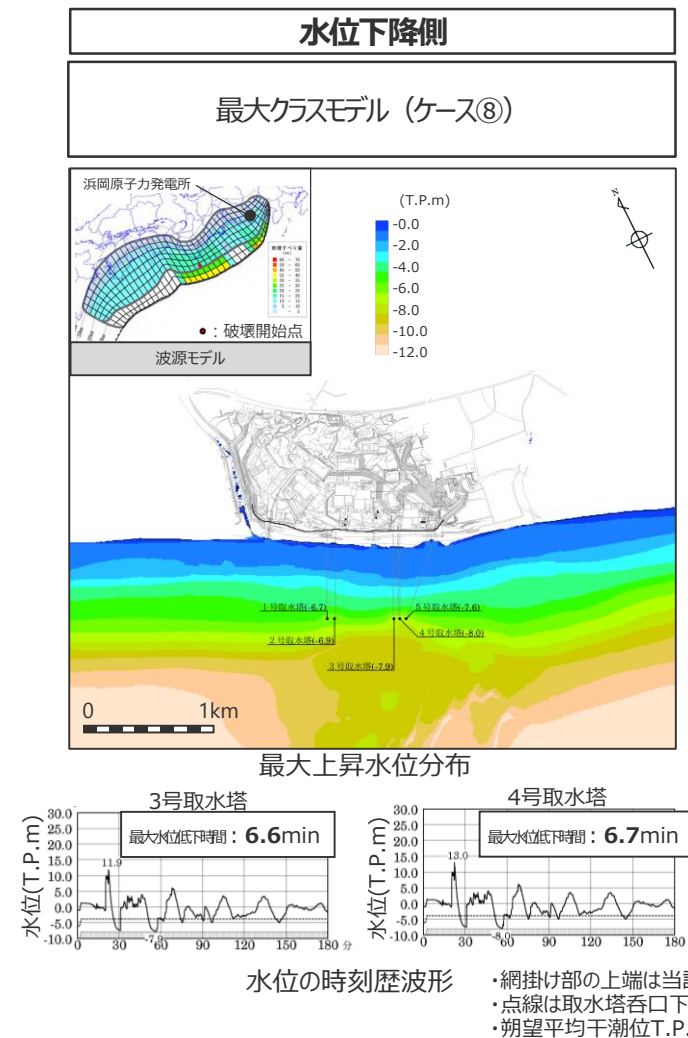 水位下降側
最大クラスモデル（ケース⑧）
浜岡原子力発電所
：破壊開始点
波源モデル
(T.P.m)
-0.0
-2.0
-4.0
-6.0
-8.0
-10.0
-12.0
N
1号取水塔(-6.7)
5号取水塔(-7.6)
2号取水塔(-6.9)
4号取水塔(-8.0)
3号取水塔(-7.9)
0 1km
最大上昇水位分布
3号取水塔
最大水位低下時間：6.6min
水位(T.P.m)
30.0
25.0
20.0
15.0
10.0
5.0
0.0
-5.0
-10.0
11.9
-7.9
0 30 60 90 120 150 180 分
4号取水塔
最大水位低下時間：6.7min
水位(T.P.m)
30.0
25.0
20.0
15.0
10.0
5.0
0.0
-5.0
-10.0
13.0
-8.0
0 30 60 90 120 150 180
水位の時刻歴波形
・網掛け部の上端は当
・点線は取水塔呑口下
・朔望平均干潮位T.P.